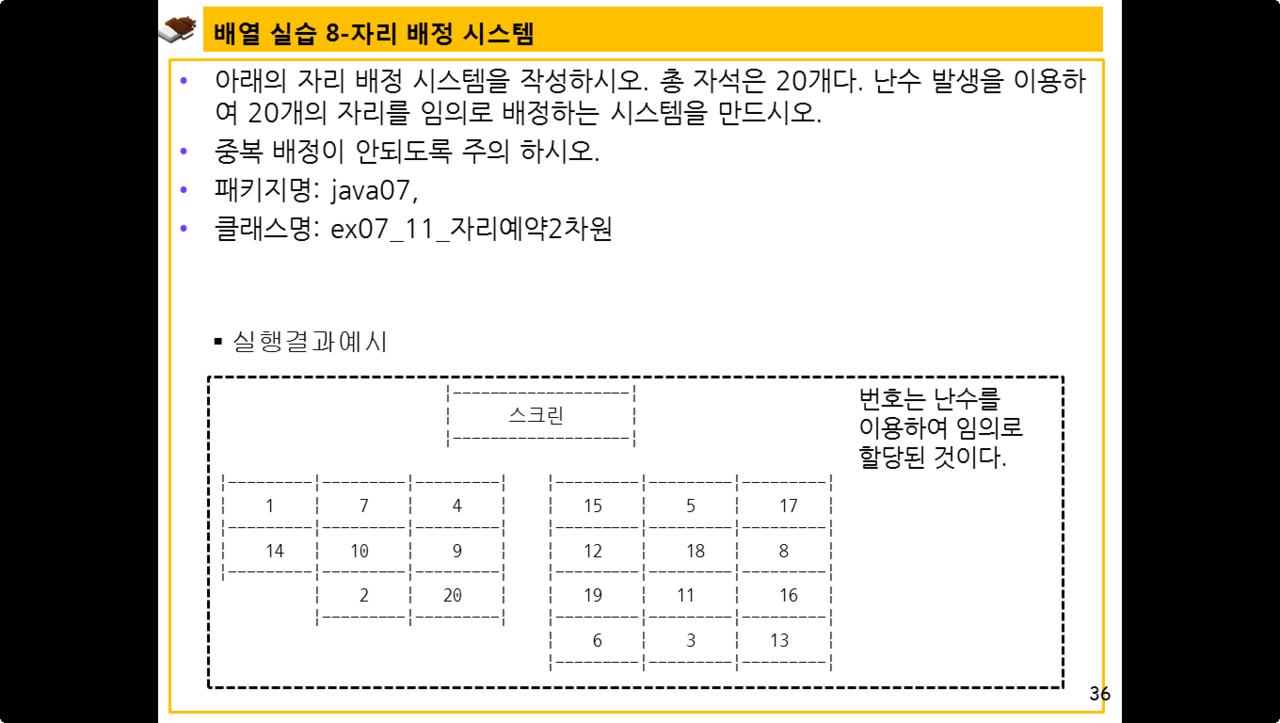 배열 실습 8-자리 배정 시스템
• 아래의 자리 배정 시스템을 작성하시오. 총 자석은 20개다. 난수 발생을 이용하
여 20개의 자리를 임의로 배정하는 시스템을 만드시오.
• 중복 배정이 안되도록 주의 하시오.
• 패키지명: java07,
• 클래스명: ex07_11_자리예약2차원
▪ 실행결과예시
|-------------------|
| 스크린 |
|-------------------|
번호는 난수를
이용하여 임의로
할당된 것이다.
|---------|---------|---------| |---------|---------|---------|
| 1 | 7 | 4 | | 15 | 5 | 17 |
|---------|---------|---------| |---------|---------|---------|
| 14 | 10 | 9 | | 12 | 18 | 8 |
|---------|---------|---------| |---------|---------|---------|
| 2 | 20 | | 19 | 11 | 16 |
|---------|---------| |---------|---------|---------|
| 6 | 3 | 13 |
|---------|---------|---------|
36